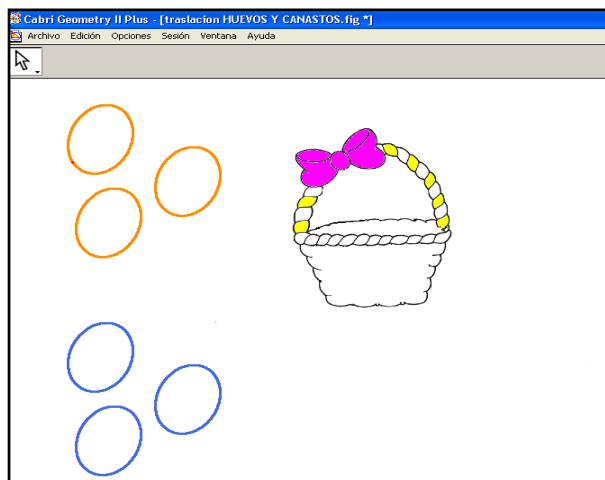 Cabri Geometry II Plus - [traslacion HUEVOS Y CANASTOS.fig *]
Archivo Edición Opciones Sesión Ventana Ayuda